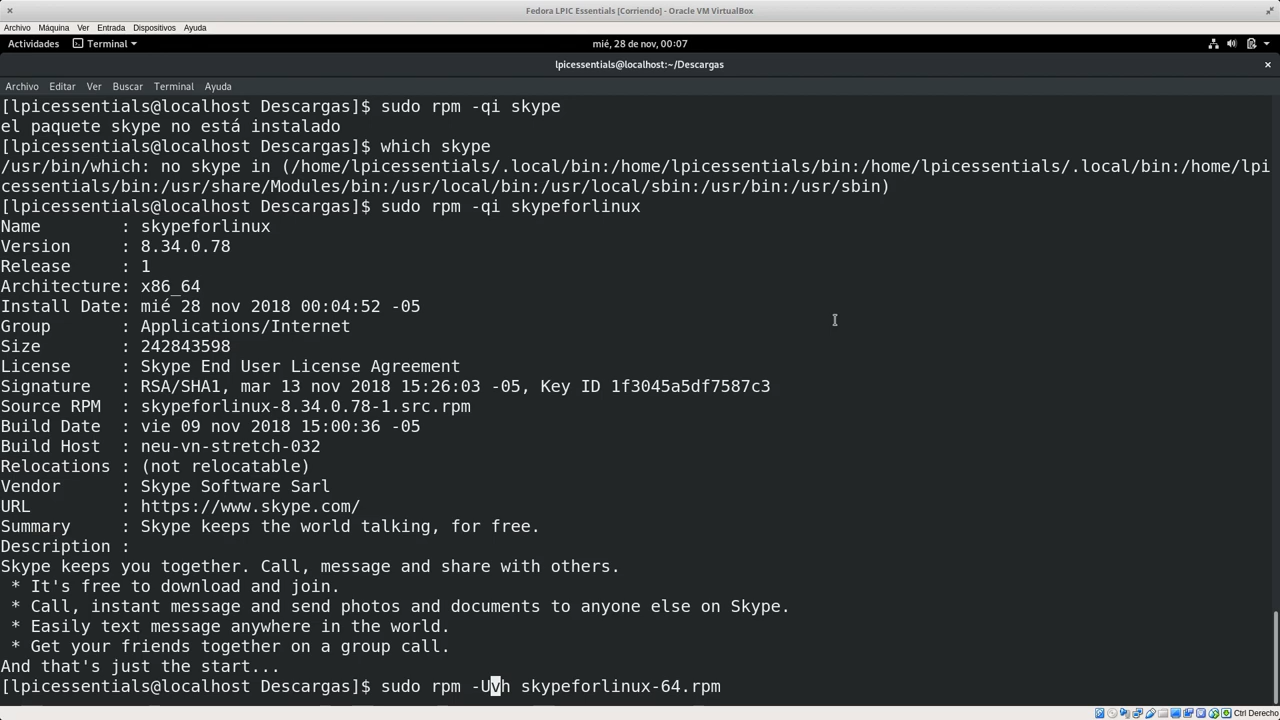 Fedora LPIC Essentials [Corriendo] - Oracle VM VirtualBox
Archivo Máquina Ver Entrada Dispositivos Ayuda
Actividades Terminal mié, 28 de nov, 00:07
lpicessentials@localhost:~/Descargas
Archivo Editar Ver Buscar Terminal Ayuda
[lpicessentials@localhost Descargas]$ sudo rpm -qi skype
el paquete skype no está instalado
[lpicessentials@localhost Descargas]$ which skype
/usr/bin/which: no skype in (/home/lpicessentials/.local/bin:/home/lpicessentials/bin:/home/lpicessentials/.local/bin:/home/lpi
cessentials/bin:/usr/share/Modules/bin:/usr/local/bin:/usr/local/sbin:/usr/bin:/usr/sbin)
[lpicessentials@localhost Descargas]$ sudo rpm -qi skypeforlinux
Name        : skypeforlinux
Version     : 8.34.0.78
Release     : 1
Architecture: x86_64
Install Date: mié 28 nov 2018 00:04:52 -05
Group       : Applications/Internet
Size        : 242843598
License     : Skype End User License Agreement
Signature   : RSA/SHA1, mar 13 nov 2018 15:26:03 -05, Key ID 1f3045a5df7587c3
Source RPM  : skypeforlinux-8.34.0.78-1.src.rpm
Build Date  : vie 09 nov 2018 15:00:36 -05
Build Host  : neu-vn-stretch-032
Relocations : (not relocatable)
Vendor      : Skype Software Sarl
URL         : https://www.skype.com/
Summary     : Skype keeps the world talking, for free.
Description :
Skype keeps you together. Call, message and share with others.
 * It's free to download and join.
 * Call, instant message and send photos and documents to anyone else on Skype.
 * Easily text message anywhere in the world.
 * Get your friends together on a group call.
And that's just the start...
[lpicessentials@localhost Descargas]$ sudo rpm -Uvh skypeforlinux-64.rpm
Ctrl Derecho